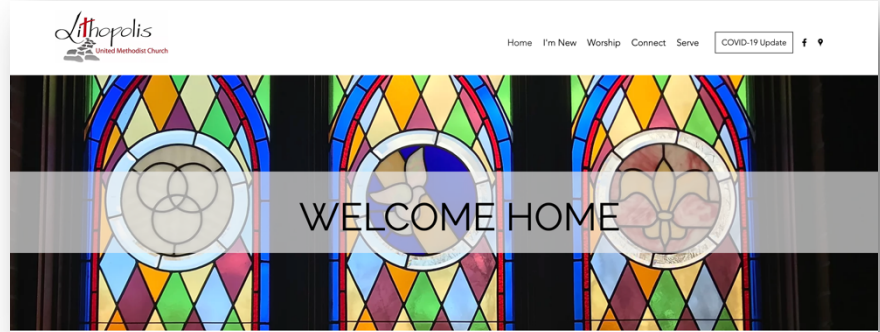 Lithopolis
United Methodist Church
Home I'm New Worship Connect Serve COVID-19 Update
WELCOME HOME